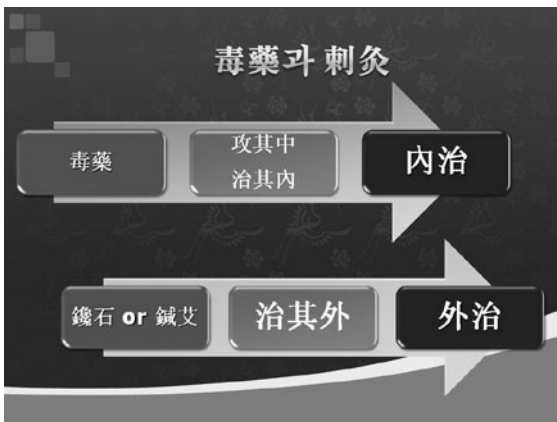 毒藥과 刺灸
毒藥
攻其中
治其內
內治
鑱石 or 鍼艾
治其外
外治